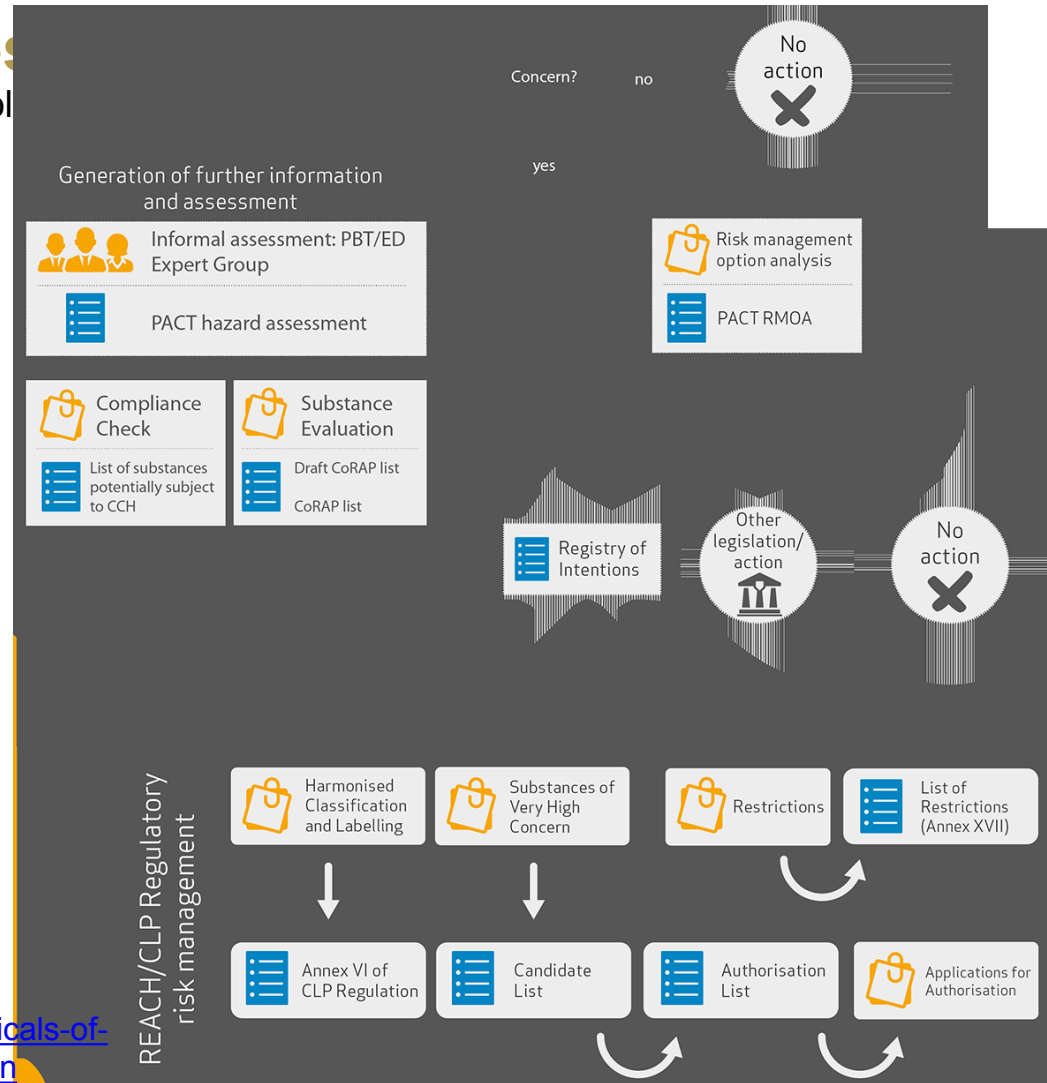 s
ol
Concern?
no
No
action
yes
Generation of further information
and assessment
Informal assessment: PBT/ED
Expert Group
PACT hazard assessment
Risk management
option analysis
PACT RMOA
Compliance
Check
List of substances
potentially subject
to CCH
Substance
Evaluation
Draft CoRAP list
CoRAP list
Registry of
Intentions
Other
legislation/
action
No
action
REACH/CLP Regulatory
risk management
Harmonised
Classification
and Labelling
Substances of
Very High
Concern
Restrictions
List of
Restrictions
(Annex XVII)
Annex VI of
CLP Regulation
Candidate
List
Authorisation
List
Applications for
Authorisation
icals-of-
n